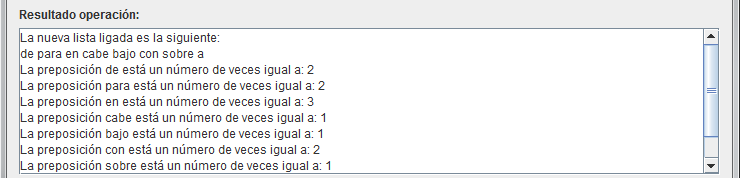 Resultado operación:
La nueva lista ligada es la siguiente:
de para en cabe bajo con sobre a
La preposición de está un número de veces igual a: 2
La preposición para está un número de veces igual a: 2
La preposición en está un número de veces igual a: 3
La preposición cabe está un número de veces igual a: 1
La preposición bajo está un número de veces igual a: 1
La preposición con está un número de veces igual a: 2
La preposición sobre está un número de veces igual a: 1